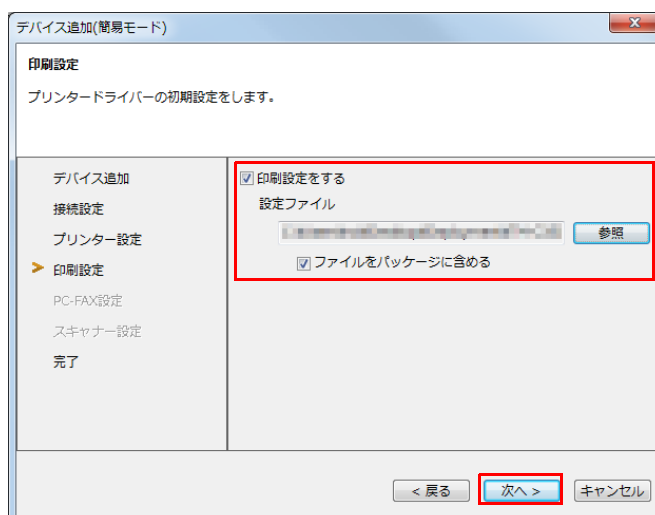 デバイス追加(簡易モード)
印刷設定
プリンタードライバーの初期設定をします。
デバイス追加
接続設定
プリンター設定
印刷設定
PC-FAX設定
スキャナー設定
完了
印刷設定をする
設定ファイル
参照
ファイルをパッケージに含める
< 戻る 次へ > キャンセル